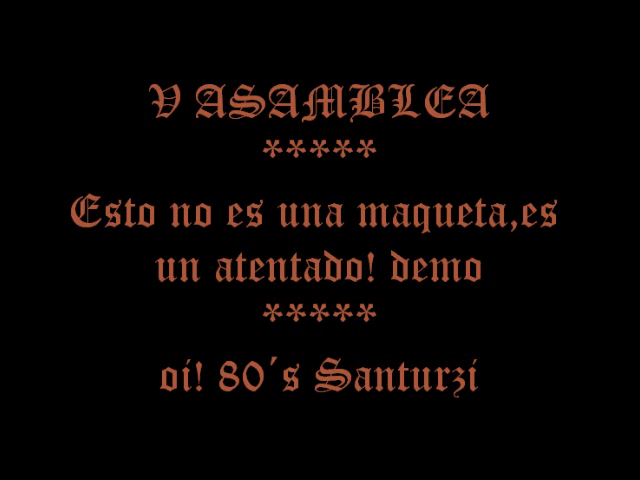 V ASAMBLEA
*****
Esto no es una maqueta,es
un atentado! demo
*****
oi! 80´s Santurzi